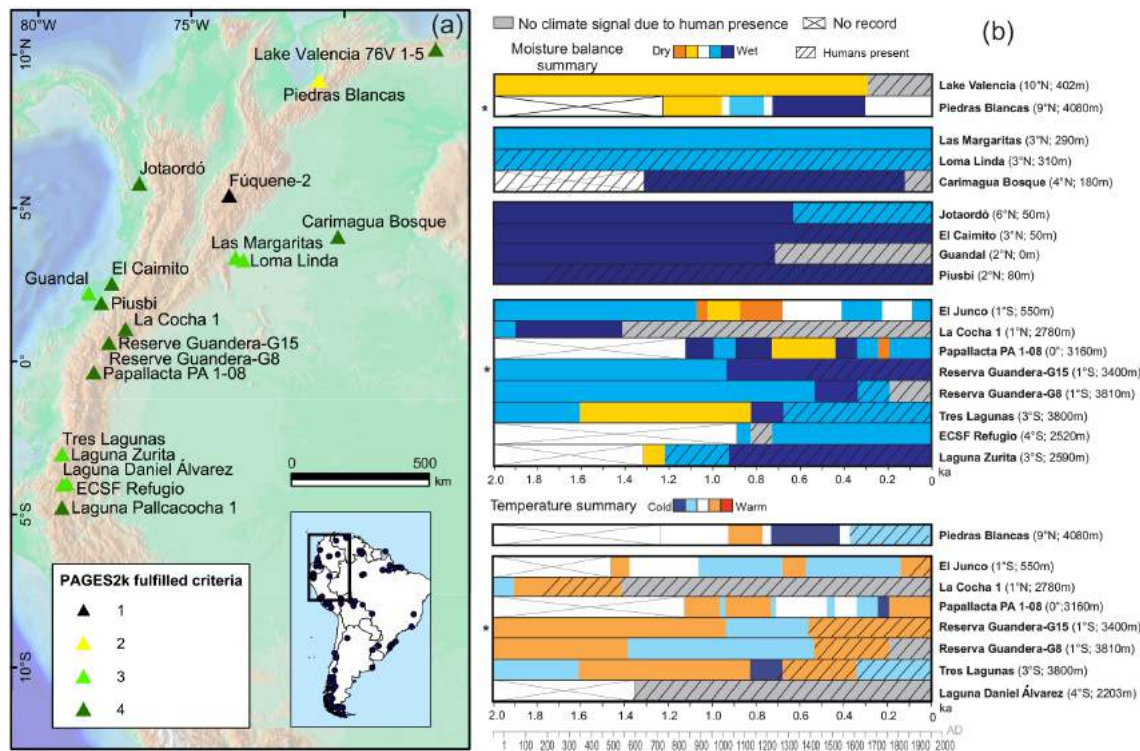 80°W
75°W
(a)
10°N
5°N
0°
5°S
10°S
Lake Valencia 76V 1-5
Piedras Blancas
Jotaordó
Fúquene-2
Carimagua Bosque
Las Margaritas
Loma Linda
El Caimito
Guandal
Piusbi
La Cocha 1
Reserve Guandera-G15
Reserve Guandera-G8
Papallacta PA 1-08
Tres Lagunas
Laguna Zurita
Laguna Daniel Álvarez
ECSF Refugio
Laguna Pallcacocha 1
0 500
km
PAGES2k fulfilled criteria
1
2
3
4
No climate signal due to human presence
No record
(b)
Moisture balance
summary
Dry Wet
Humans present
Lake Valencia (10°N; 402m)
* Piedras Blancas (9°N; 4080m)
Las Margaritas (3°N; 290m)
Loma Linda (3°N; 310m)
Carimagua Bosque (4°N; 180m)
Jotaordó (6°N; 50m)
El Caimito (3°N; 50m)
Guandal (2°N; 0m)
Piusbi (2°N; 80m)
El Junco (1°S; 550m)
La Cocha 1 (1°N; 2780m)
Papallacta PA 1-08 (0°; 3160m)
* Reserva Guandera-G15 (1°S; 3400m)
Reserva Guandera-G8 (1°S; 3810m)
Tres Lagunas (3°S; 3800m)
ECSF Refugio (4°S; 2520m)
Laguna Zurita (3°S; 2590m)
2.0 1.8 1.6 1.4 1.2 1.0 0.8 0.6 0.4 0.2 0
ka
Temperature summary
Cold Warm
Piedras Blancas (9°N; 4080m)
El Junco (1°S; 550m)
La Cocha 1 (1°N; 2780m)
Papallacta PA 1-08 (0°;3160m)
* Reserva Guandera-G15 (1°S; 3400m)
Reserva Guandera-G8 (1°S; 3810m)
Tres Lagunas (3°S; 3800m)
Laguna Daniel Álvarez (4°S; 2203m)
2.0 1.8 1.6 1.4 1.2 1.0 0.8 0.6 0.4 0.2 0
ka
AD
1 100 200 300 400 500 600 700 800 900 1000 1100 1200 1300 1400 1500 1600 1700 1800 1900 2000